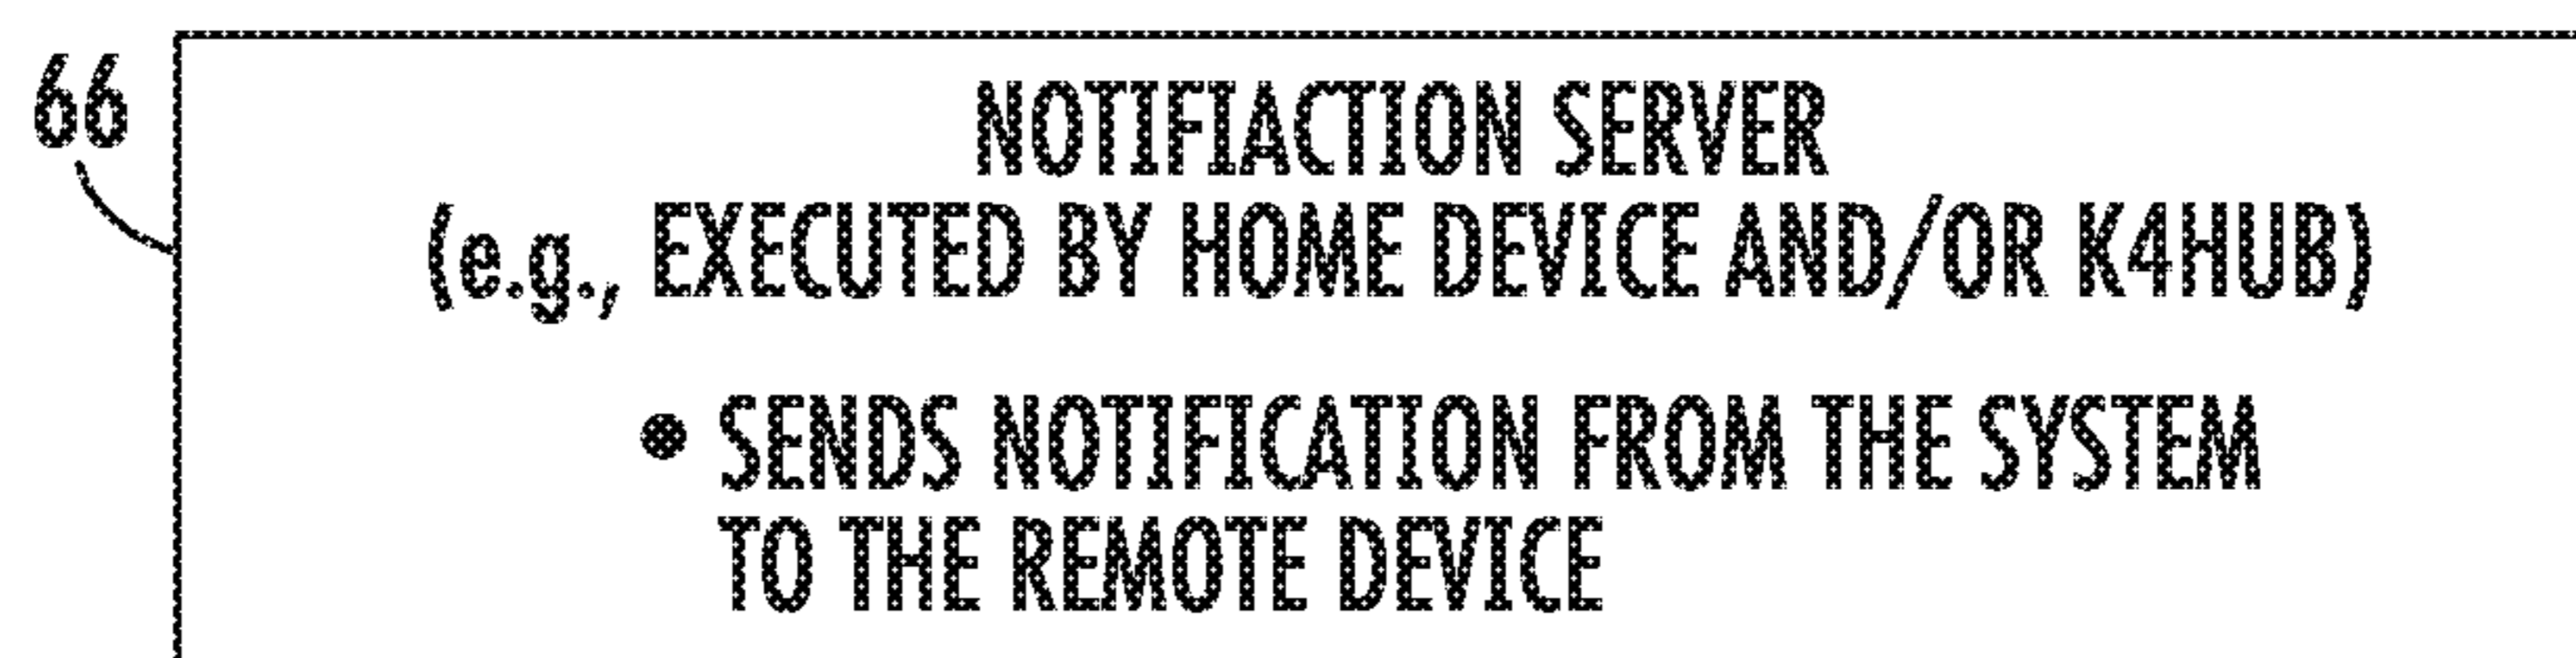 66
NOTIFIACTION SERVER
(e.g., EXECUTED BY HOME DEVICE AND/OR K4HUB)
• SENDS NOTIFICATION FROM THE SYSTEM
TO THE REMOTE DEVICE